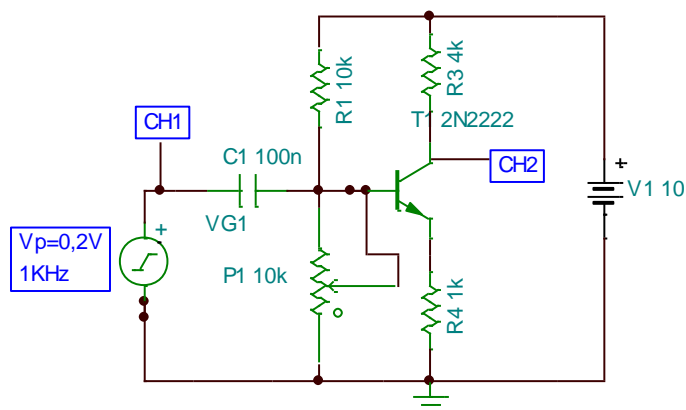 R1 10k
R3 4k
T1 2N2222
CH1
C1 100n
CH2
V1 10
VG1
Vp=0,2V
1KHz
P1 10k
R4 1k